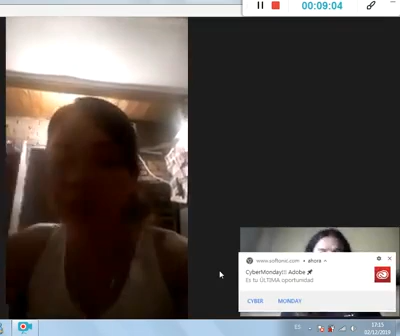 00:09:04
www.softonic.com • ahora
CyberMonday!!! Adobe 🚀
Es tu ÚLTIMA oportunidad
CYBER MONDAY
ES
17:15
02/12/2019